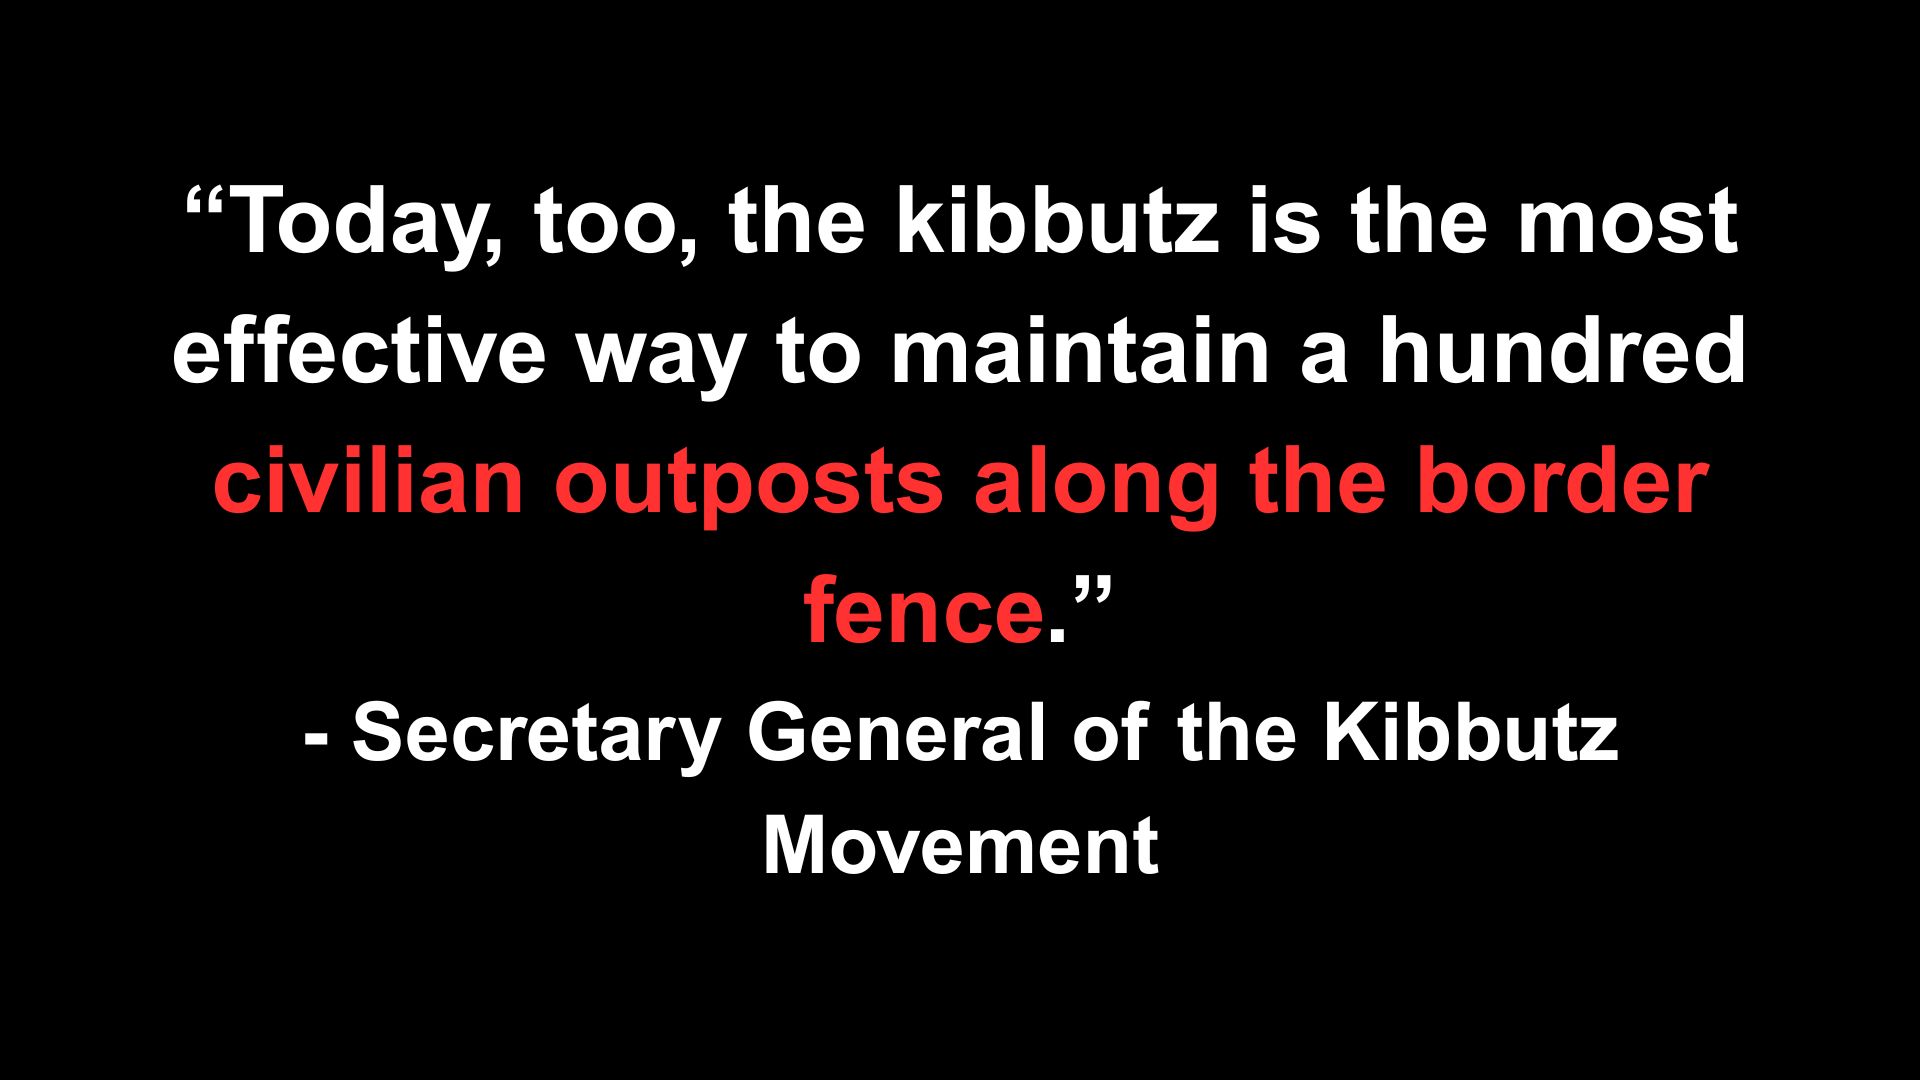 “Today, too, the kibbutz is the most
effective way to maintain a hundred
civilian outposts along the border
fence.”
- Secretary General of the Kibbutz
Movement